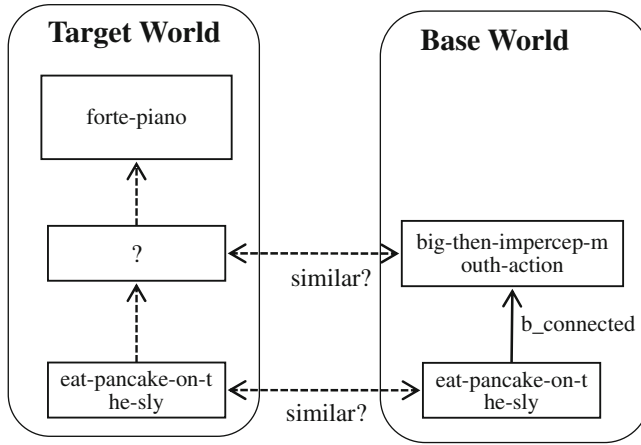 Target World
forte-piano
?
eat-pancake-on-t
he-sly
similar?
similar?
Base World
big-then-impercep-m
outh-action
b_connected
eat-pancake-on-t
he-sly